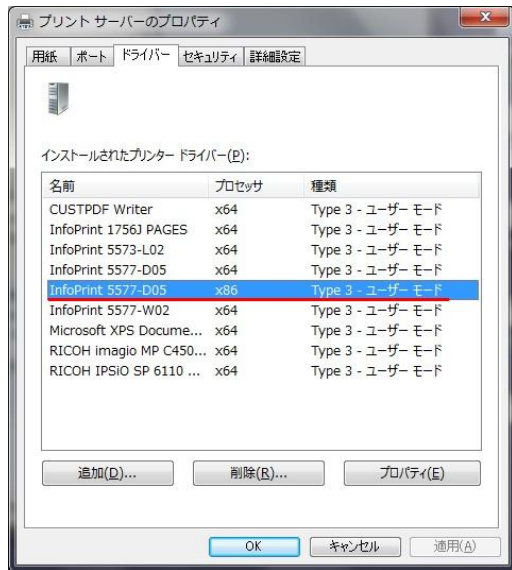 プリント サーバーのプロパティ
用紙 ポート ドライバー セキュリティ 詳細設定
インストールされたプリンター ドライバー(P):
名前 プロセッサ 種類
CUSTPDF Writer x64 Type 3 - ユーザー モード
InfoPrint 1756J PAGES x64 Type 3 - ユーザー モード
InfoPrint 5573-L02 x64 Type 3 - ユーザー モード
InfoPrint 5577-D05 x64 Type 3 - ユーザー モード
InfoPrint 5577-D05 x86 Type 3 - ユーザー モード
InfoPrint 5577-W02 x64 Type 3 - ユーザー モード
Microsoft XPS Docume... x64 Type 3 - ユーザー モード
RICOH imagio MP C450... x64 Type 3 - ユーザー モード
RICOH IPSiO SP 6110 ... x64 Type 3 - ユーザー モード
追加(D)... 削除(R)... プロパティ(E)
OK キャンセル 適用(A)